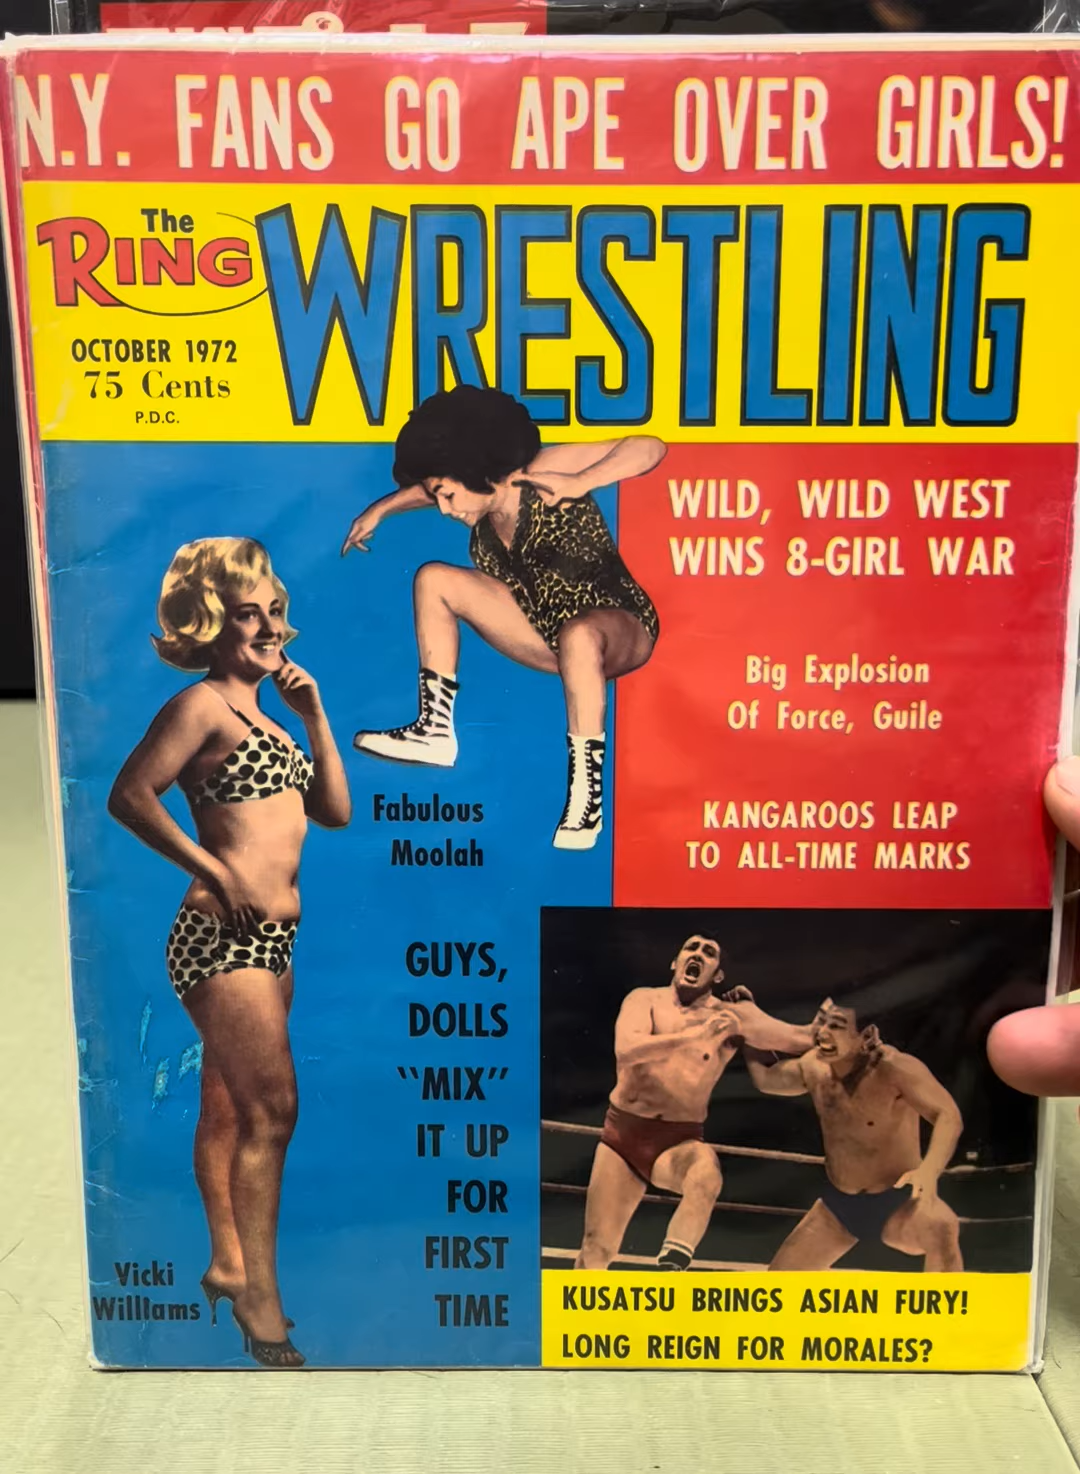 N.Y. FANS GO APE OVER GIRLS!
The
RING
WRESTLING
OCTOBER 1972
75 Cents
P.D.C.
WILD, WILD WEST
WINS 8-GIRL WAR
Big Explosion
Of Force, Guile
KANGAROOS LEAP
TO ALL-TIME MARKS
Fabulous
Moolah
GUYS,
DOLLS
"MIX"
IT UP
FOR
FIRST
TIME
Vicki
Williams
KUSATSU BRINGS ASIAN FURY!
LONG REIGN FOR MORALES?